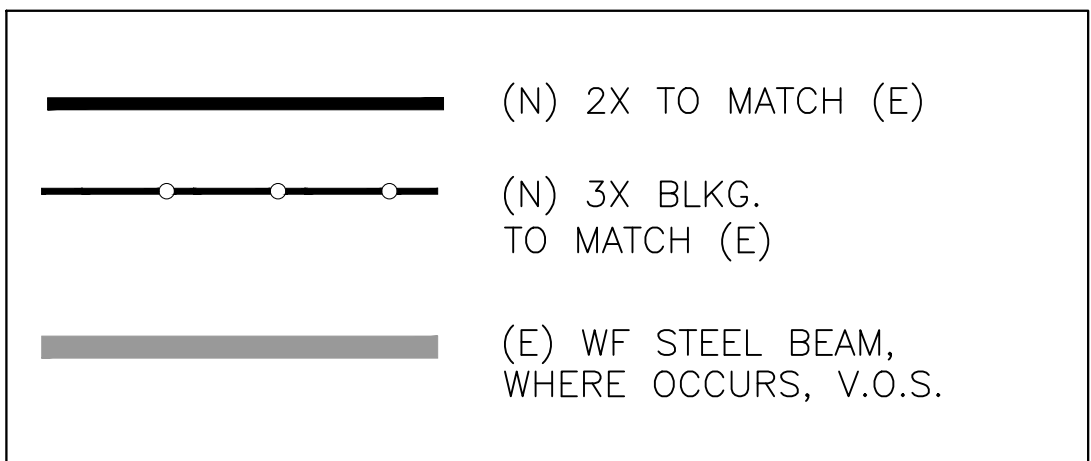 (N) 2X TO MATCH (E)
(N) 3X BLKG.
TO MATCH (E)
(E) WF STEEL BEAM,
WHERE OCCURS, V.O.S.